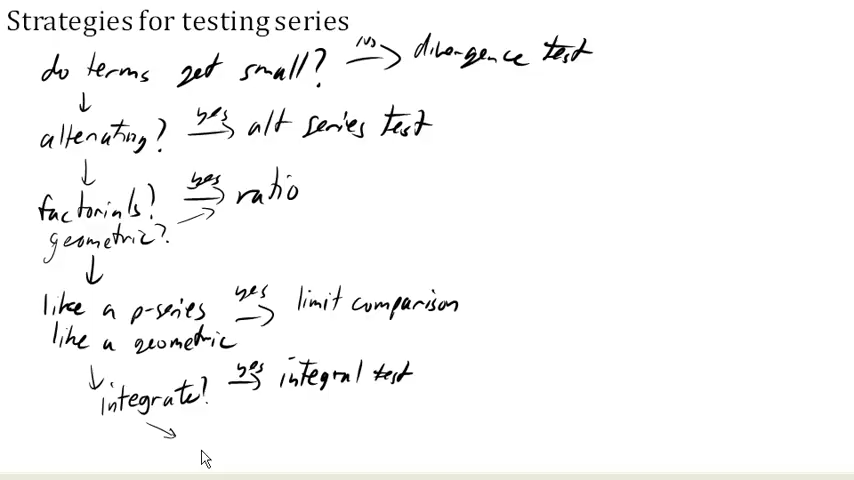 Strategies for testing series
do terms get small? no divergence test
alternating? yes alt series test
factorials? yes ratio
geometric?
like a p-series yes limit comparison
like a geometric
integrate? yes integral test